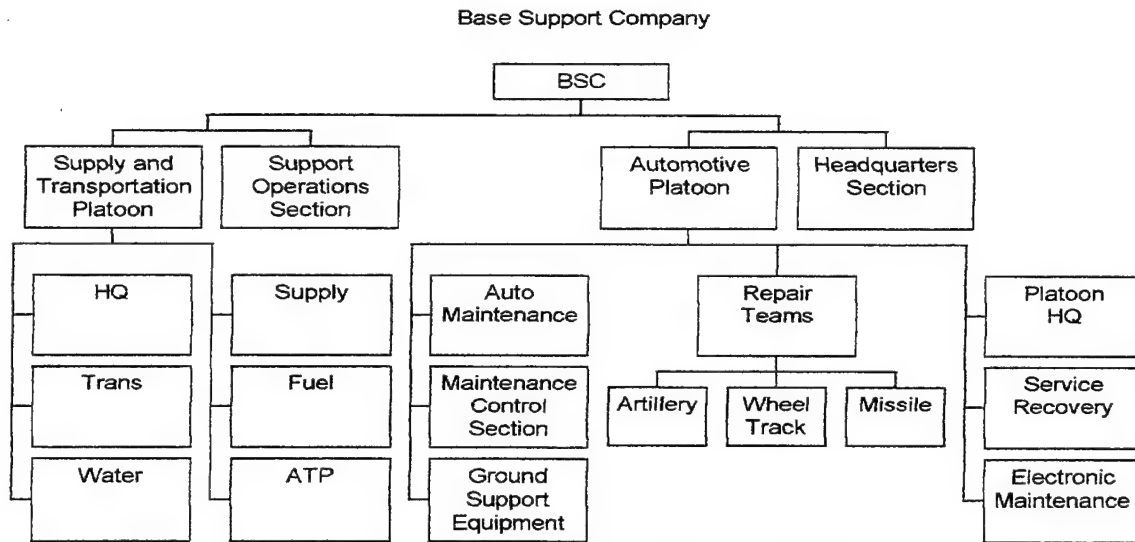 Base Support Company
BSC
Supply and
Transportation
Platoon
Support
Operations
Section
Automotive
Platoon
Headquarters
Section
HQ
Supply
Auto
Maintenance
Repair
Teams
Platoon
HQ
Trans
Fuel
Maintenance
Control
Section
Artillery
Wheel
Track
Missile
Service
Recovery
Water
ATP
Ground
Support
Equipment
Electronic
Maintenance